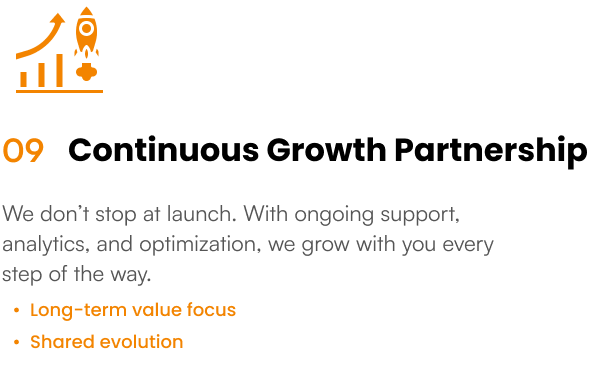 09 Continuous Growth Partnership
We don’t stop at launch. With ongoing support,
analytics, and optimization, we grow with you every
step of the way.
• Long-term value focus
• Shared evolution